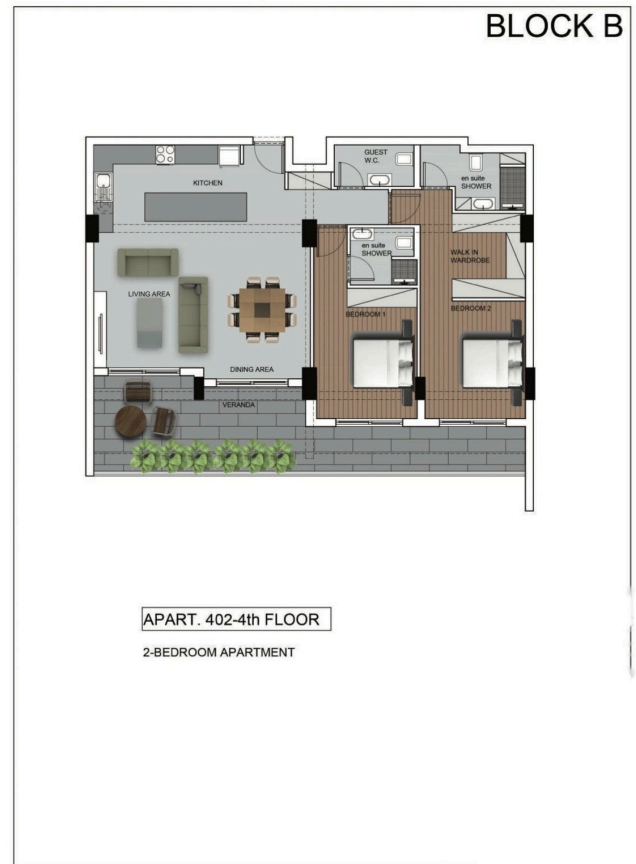 BLOCK B
GUEST
W.C.
KITCHEN
en suite
SHOWER
en suite
SHOWER
WALK IN
WARDROBE
LIVING AREA
BEDROOM 1
BEDROOM 2
DINING AREA
VERANDA
APART. 402-4th FLOOR
2-BEDROOM APARTMENT